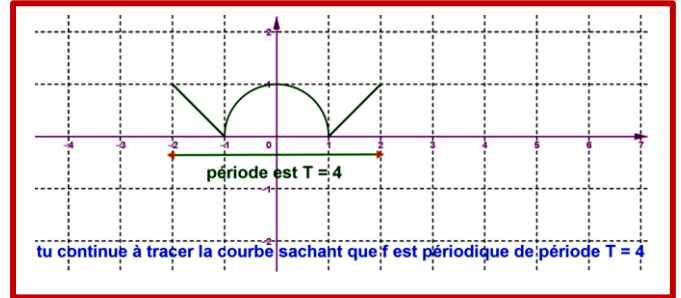 2
1
-4 -3 -2 -1 0 1 2 3 4 5 6 7
période est T = 4
-1
-2
tu continue à tracer la courbe sachant que f est périodique de période T = 4